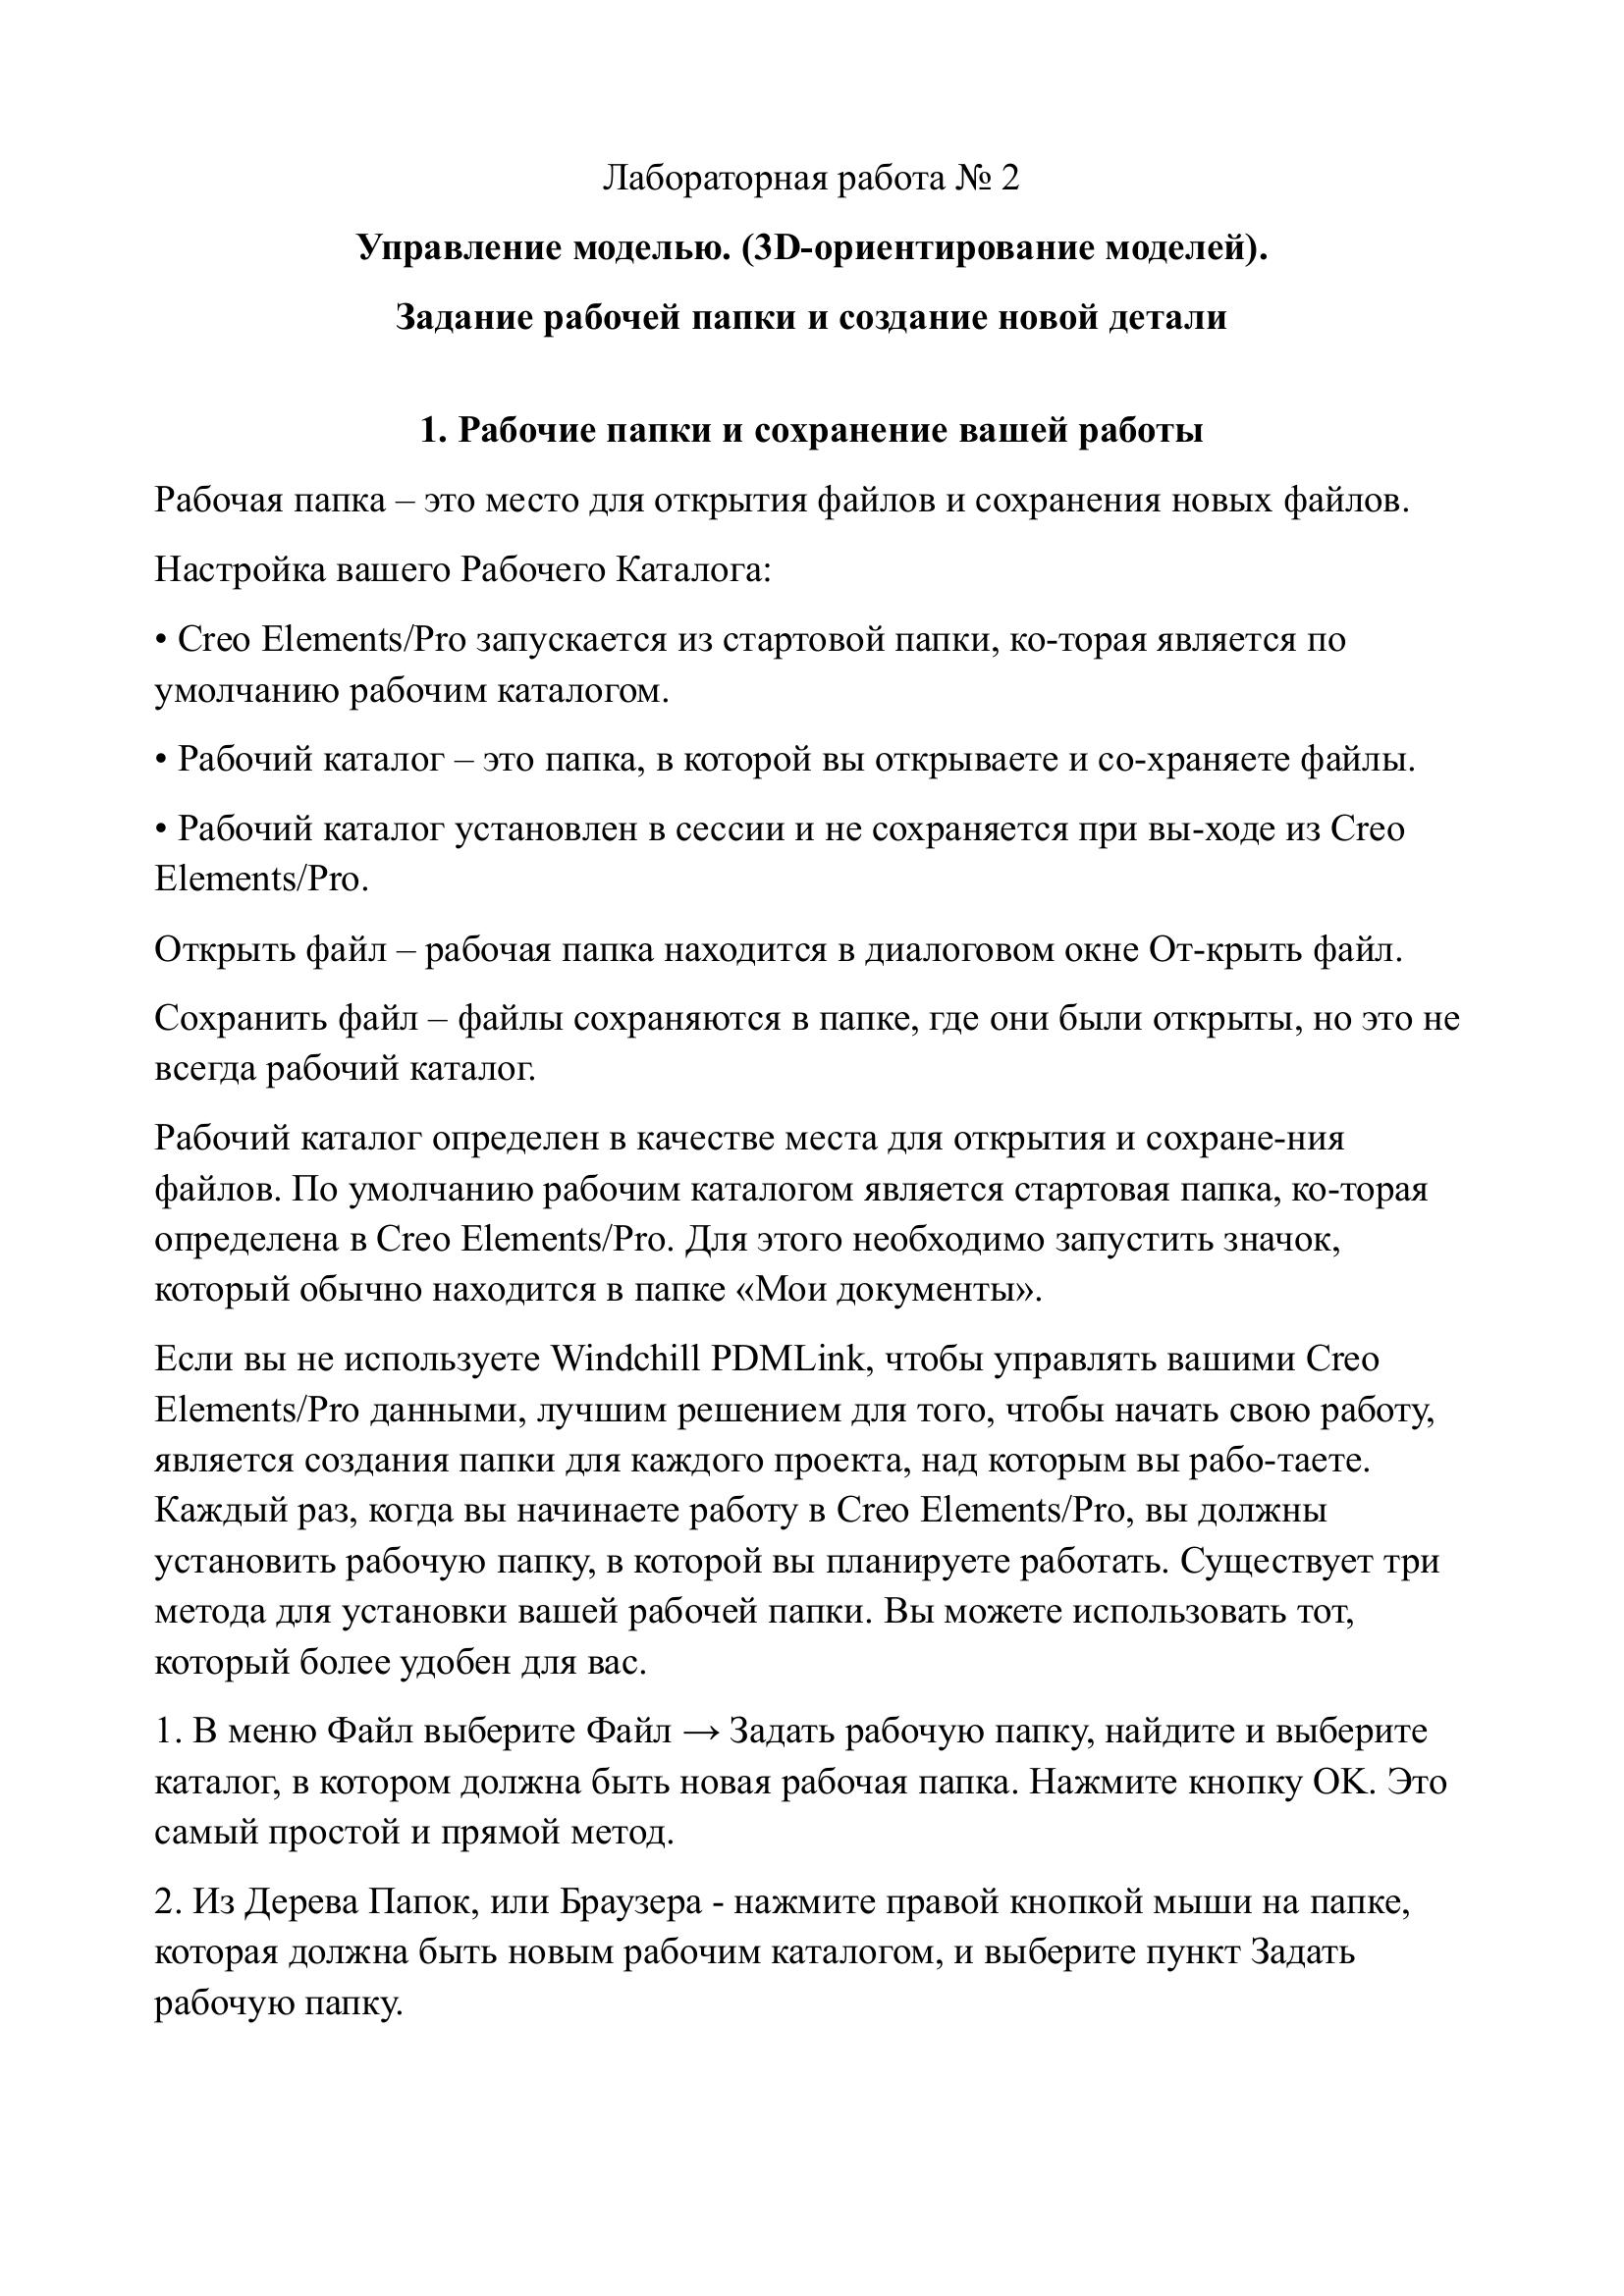 Лабораторная работа № 2
Управление моделью. (3D-ориентирование моделей).
Задание рабочей папки и создание новой детали
1. Рабочие папки и сохранение вашей работы
Рабочая папка – это место для открытия файлов и сохранения новых файлов.
Настройка вашего Рабочего Каталога:
• Creo Elements/Pro запускается из стартовой папки, ко-торая является по
умолчанию рабочим каталогом.
• Рабочий каталог – это папка, в которой вы открываете и со-храняете файлы.
• Рабочий каталог установлен в сессии и не сохраняется при вы-ходе из Creo
Elements/Pro.
Открыть файл – рабочая папка находится в диалоговом окне От-крыть файл.
Сохранить файл – файлы сохраняются в папке, где они были открыты, но это не
всегда рабочий каталог.
Рабочий каталог определен в качестве места для открытия и сохране-ния
файлов. По умолчанию рабочим каталогом является стартовая папка, ко-торая
определена в Creo Elements/Pro. Для этого необходимо запустить значок,
который обычно находится в папке «Мои документы».
Если вы не используете Windchill PDMLink, чтобы управлять вашими Creo
Elements/Pro данными, лучшим решением для того, чтобы начать свою работу,
является создания папки для каждого проекта, над которым вы рабо-таете.
Каждый раз, когда вы начинаете работу в Creo Elements/Pro, вы должны
установить рабочую папку, в которой вы планируете работать. Существует три
метода для установки вашей рабочей папки. Вы можете использовать тот,
который более удобен для вас.
1. В меню Файл выберите Файл → Задать рабочую папку, найдите и выберите
каталог, в котором должна быть новая рабочая папка. Нажмите кнопку OK. Это
самый простой и прямой метод.
2. Из Дерева Папок, или Браузера - нажмите правой кнопкой мыши на папке,
которая должна быть новым рабочим каталогом, и выберите пункт Задать
рабочую папку.